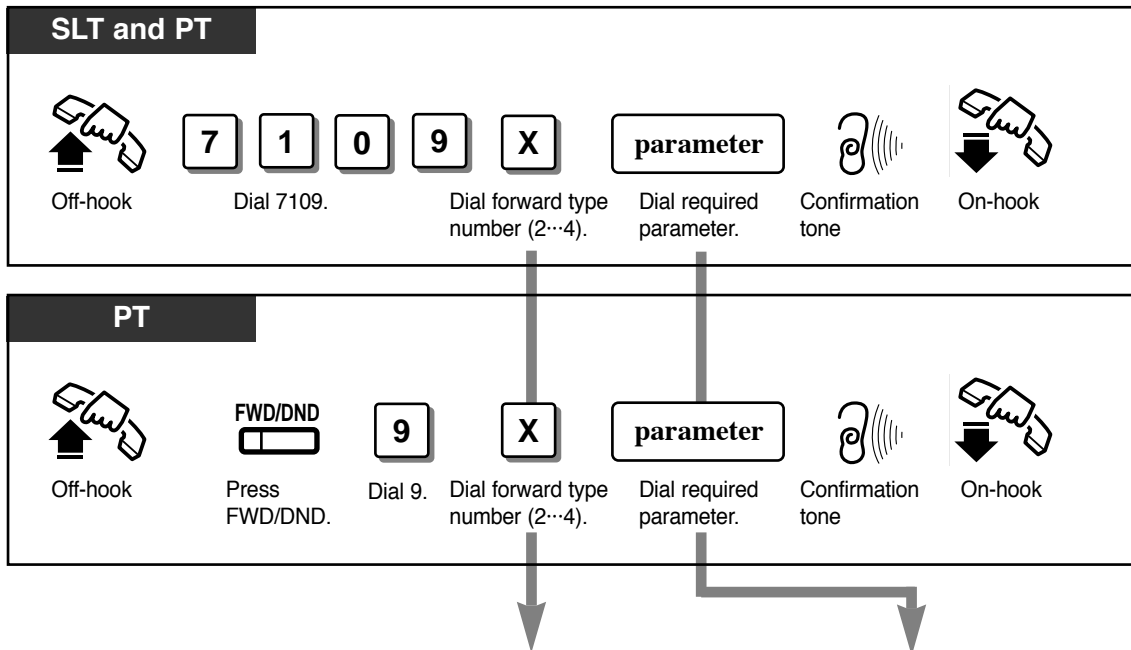 SLT and PT
7 1 0 9 X parameter
Off-hook Dial 7109. Dial forward type Dial required Confirmation On-hook
number (2···4). parameter. tone
PT
FWD/DND
9 X parameter
Off-hook Press Dial 9. Dial forward type Dial required Confirmation On-hook
FWD/DND. number (2···4). parameter. tone